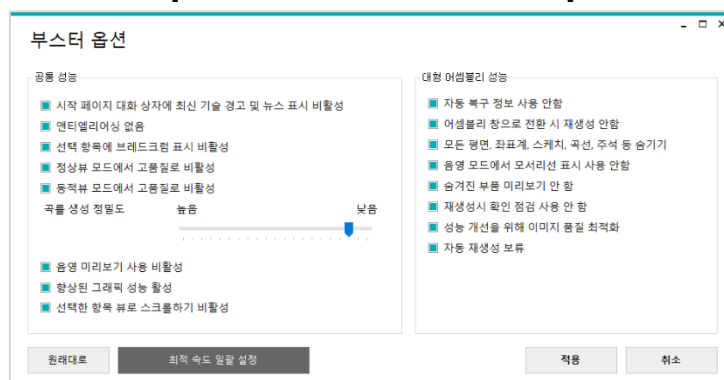 부스터 옵션
공통 성능
시작 페이지 대화 상자에 최신 기술 경고 및 뉴스 표시 비활성
앤티엘리어싱 없음
선택 항목에 브레드크럼 표시 비활성
정상뷰 모드에서 고품질로 비활성
동적뷰 모드에서 고품질로 비활성
곡률 생성 정밀도 높음 낮음
음영 미리보기 사용 비활성
향상된 그래픽 성능 활성
선택한 항목 뷰로 스크롤하기 비활성
대형 어셈블리 성능
자동 복구 정보 사용 안함
어셈블리 창으로 전환 시 재생성 안함
모든 평면, 좌표계, 스케치, 곡선, 주석 등 숨기기
음영 모드에서 모서리선 표시 사용 안함
숨겨진 부품 미리보기 안 함
재생성시 확인 점검 사용 안 함
성능 개선을 위해 이미지 품질 최적화
자동 재생성 보류
원래대로 최적 속도 일괄 설정 적용 취소